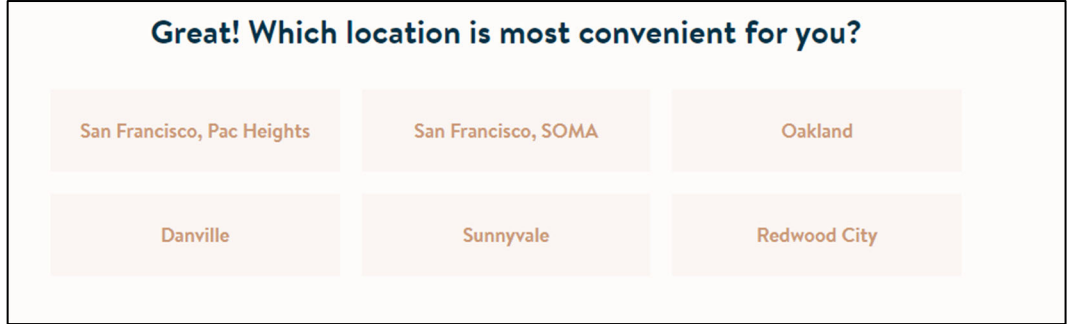 Great! Which location is most convenient for you?
San Francisco, Pac Heights
San Francisco, SOMA
Oakland
Danville
Sunnyvale
Redwood City